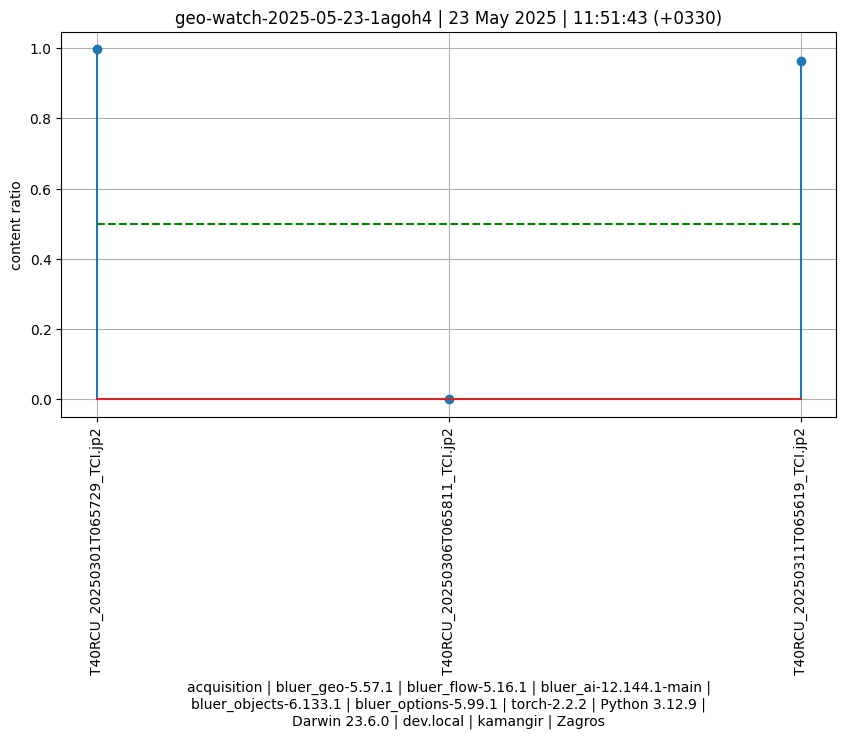 geo-watch-2025-05-23-1agoh4 | 23 May 2025 | 11:51:43 (+0330)
1.0
0.8
0.6
0.4
0.2
0.0
content ratio
T40RCU_20250301T065729_TCI.jp2
T40RCU_20250306T065811_TCI.jp2
T40RCU_20250311T065619_TCI.jp2
acquisition | bluer_geo-5.57.1 | bluer_flow-5.16.1 | bluer_ai-12.144.1-main |
bluer_objects-6.133.1 | bluer_options-5.99.1 | torch-2.2.2 | Python 3.12.9 |
Darwin 23.6.0 | dev.local | kamangir | Zagros